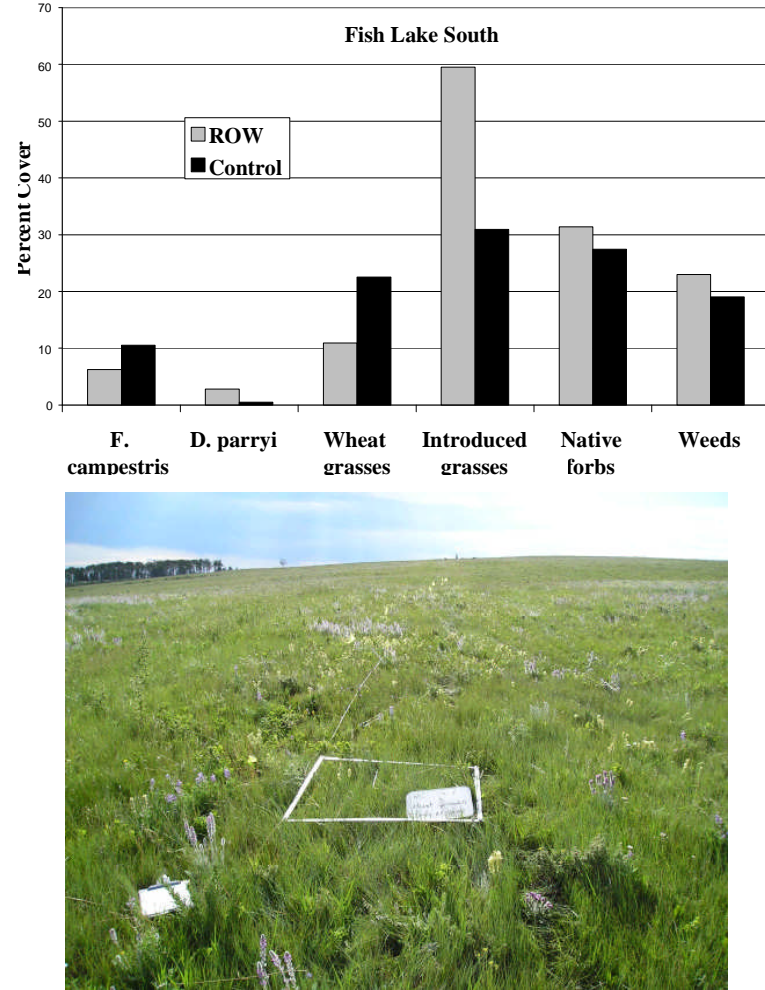 70
Fish Lake South
60
50
ROW
Control
40
30
20
10
0
Percent Cover
F. campestris
D. parryi
Wheat grasses
Introduced grasses
Native forbs
Weeds